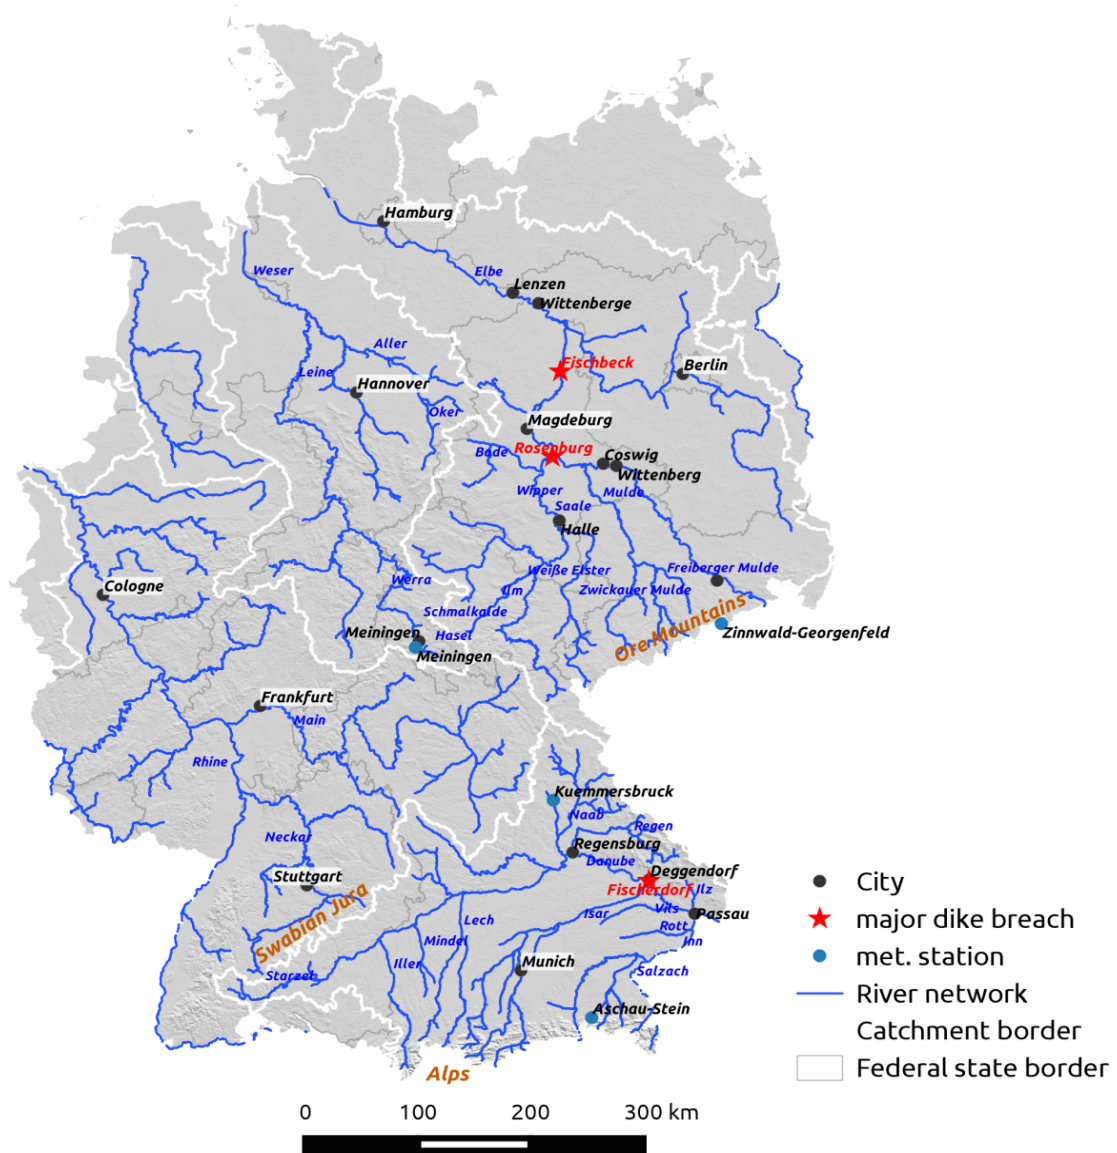 Hamburg
Weser
Elbe
Lenzen
Wittenberge
Aller
Fischbeck
Leine
Berlin
Hannover
Oker
Magdeburg
Bode
Rosenburg
Coswig
Wittenberg
Wipper
Mulde
Saale
Halle
Weiße Elster
Freiberger Mulde
Cologne
Werra
Ilm
Zwickauer Mulde
Schmalkalde
Ore Mountains
Meiningen
Hasel
Zinnwald-Georgenfeld
Meiningen
Frankfurt
Main
Rhine
Kuemmersbruck
Naab
Regen
Neckar
Regensburg
Danube
Deggendorf
Stuttgart
Fischerdorf
Ilz
Swabian Jura
Lech
Isar
Vils
Passau
Rott
Mindel
Inn
Iller
Munich
Starzel
Salzach
Aschau-Stein
Alps
City
major dike breach
met. station
River network
Catchment border
Federal state border
0 100 200 300 km